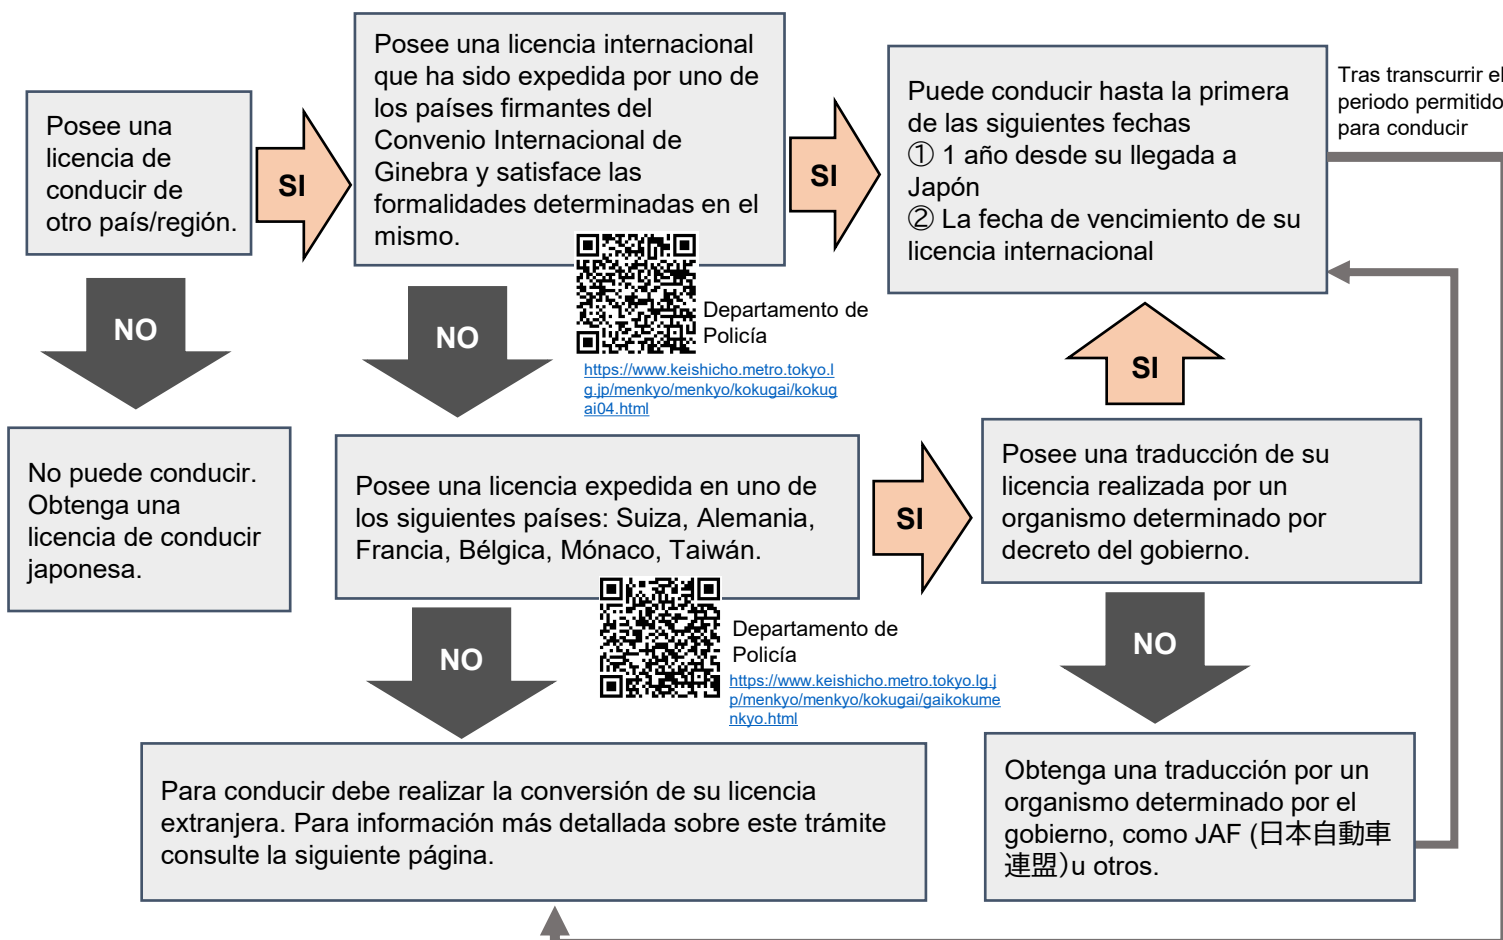 Posee una
licencia de
conducir de
otro país/región.
SI
Posee una licencia internacional
que ha sido expedida por uno de
los países firmantes del
Convenio Internacional de
Ginebra y satisface las
formalidades determinadas en el
mismo.
SI
Puede conducir hasta la primera
de las siguientes fechas
① 1 año desde su llegada a
Japón
② La fecha de vencimiento de su
licencia internacional
Tras transcurrir el
periodo permitido
para conducir
NO
NO
Departamento de
Policía
https://www.keishicho.metro.tokyo.l
g.jp/menkyo/menkyo/kokugai/kokug
ai04.html
SI
No puede conducir.
Obtenga una
licencia de conducir
japonesa.
Posee una licencia expedida en uno de
los siguientes países: Suiza, Alemania,
Francia, Bélgica, Mónaco, Taiwán.
SI
Posee una traducción de su
licencia realizada por un
organismo determinado por
decreto del gobierno.
NO
Departamento de
Policía
https://www.keishicho.metro.tokyo.lg.j
p/menkyo/menkyo/kokugai/gaikokume
nkyo.html
NO
Para conducir debe realizar la conversión de su licencia
extranjera. Para información más detallada sobre este trámite
consulte la siguiente página.
Obtenga una traducción por un
organismo determinado por el
gobierno, como JAF (日本自動車
連盟)u otros.